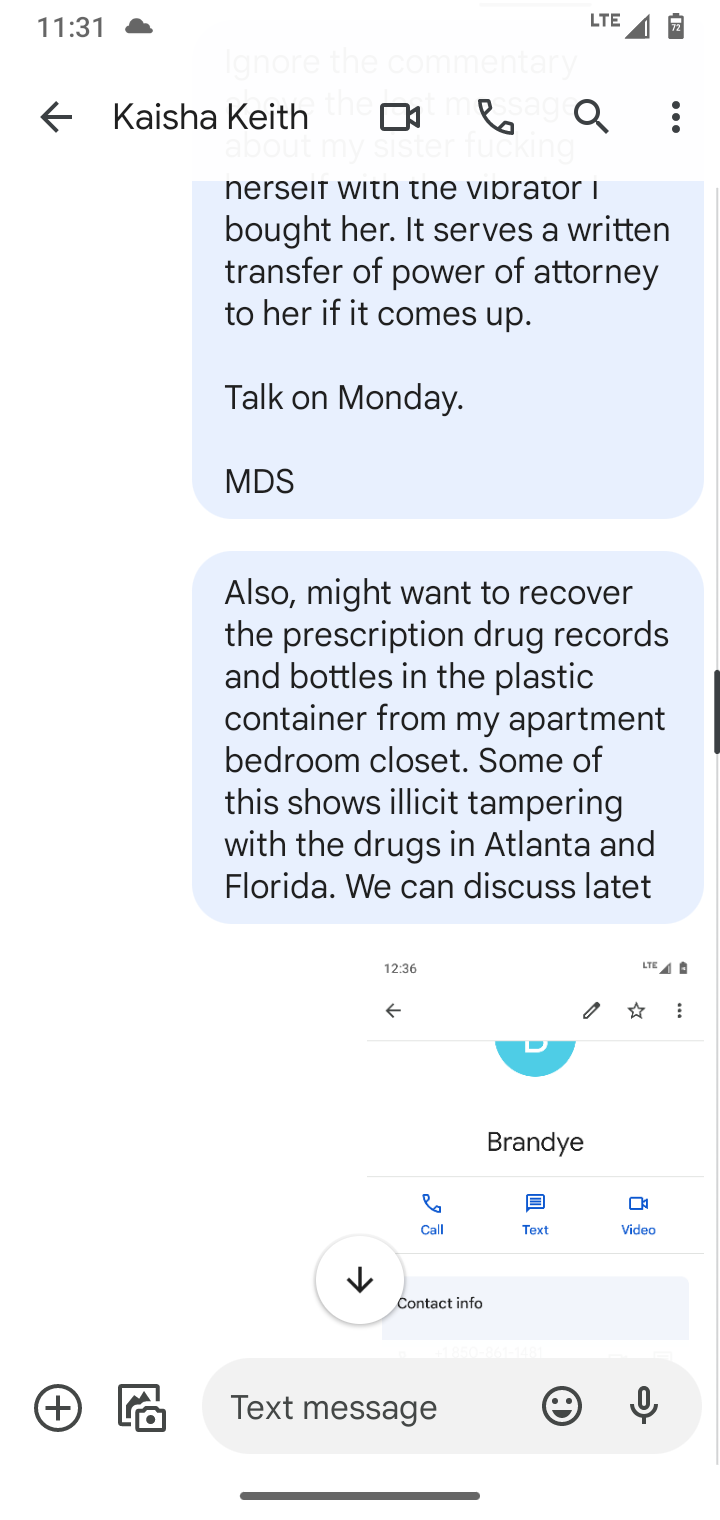 11:31
LTE
72
Ignore the commentary
above the last message
about my sister fucking
Kaisha Keith
herself with the vibrator I
bought her. It serves a written
transfer of power of attorney
to her if it comes up.
Talk on Monday.
MDS
Also, might want to recover
the prescription drug records
and bottles in the plastic
container from my apartment
bedroom closet. Some of
this shows illicit tampering
with the drugs in Atlanta and
Florida. We can discuss latet
12:36
LTE
Brandye
Call Text Video
Contact info
Text message